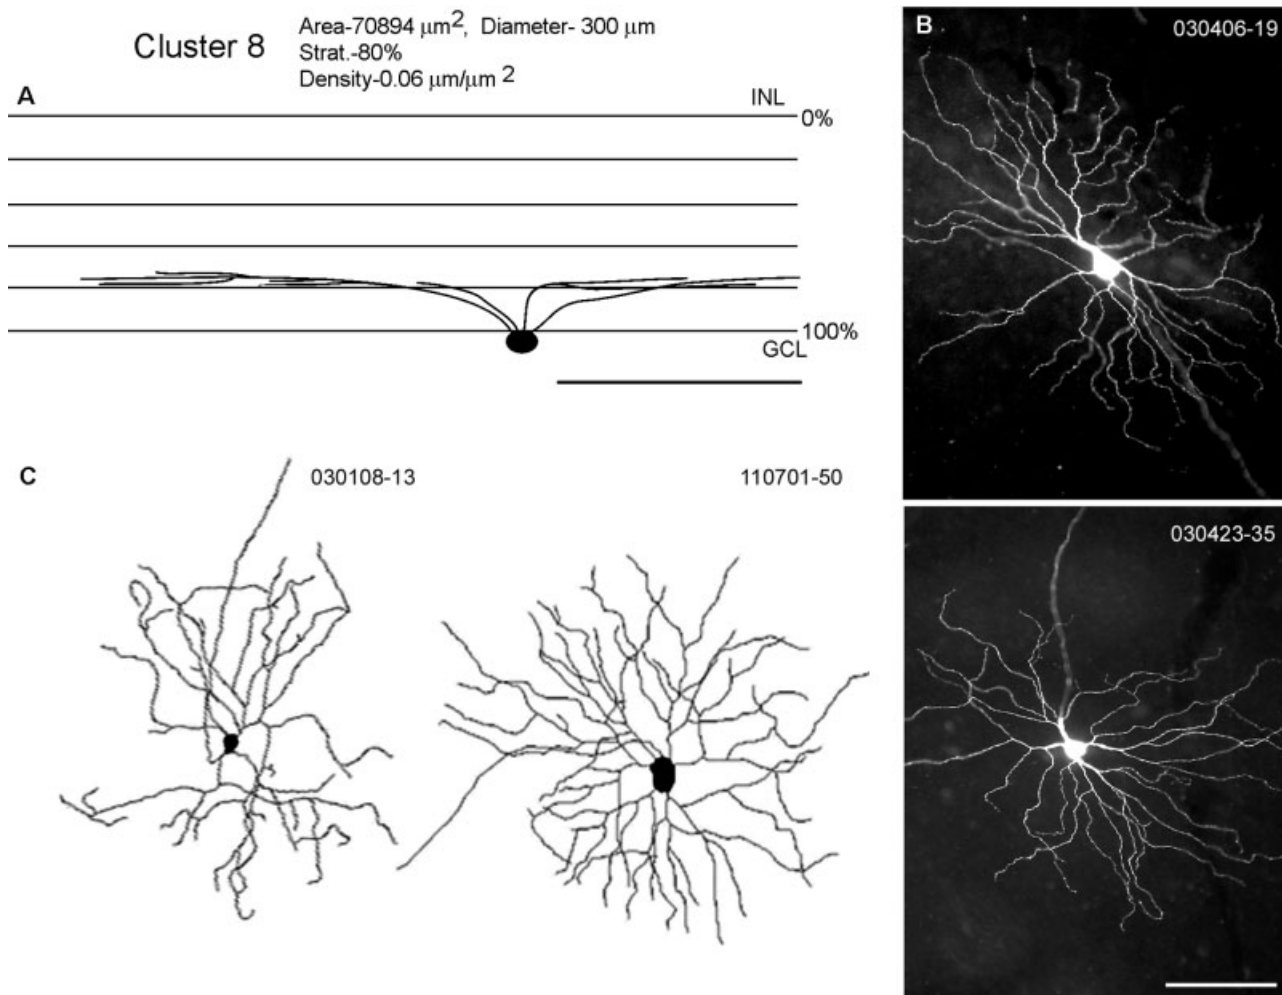 Cluster 8
Area-70894 µm2, Diameter- 300 µm
Strat.-80%
Density-0.06 µm/µm 2
A
INL
0%
100%
GCL
B
030406-19
C
030108-13
110701-50
030423-35